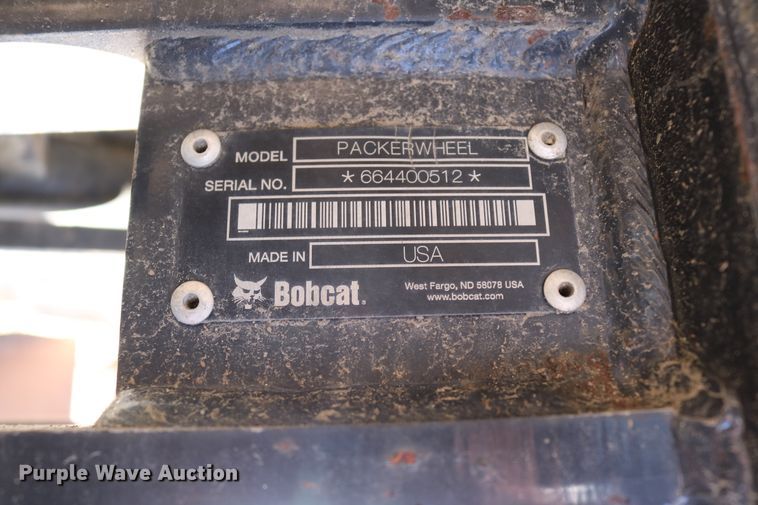 MODEL PACKERWHEEL
SERIAL NO. *664400512*
MADE IN USA
Bobcat®
West Fargo, ND 58078 USA
www.bobcat.com
Purple Wave Auction